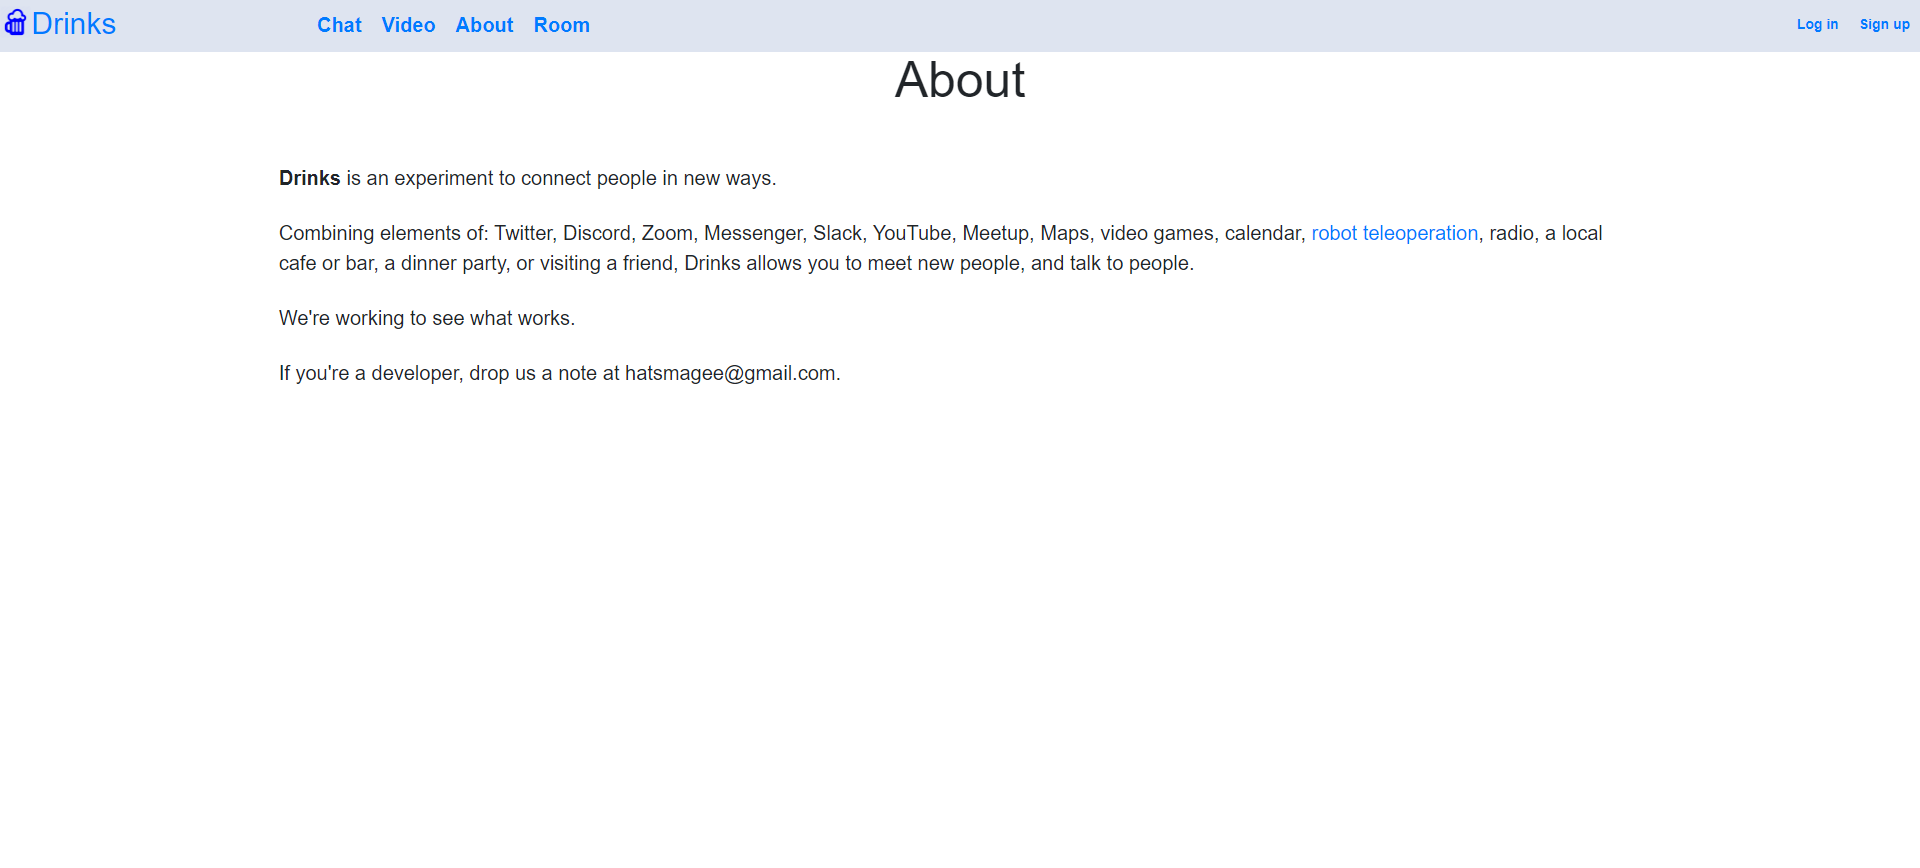 Drinks Chat Video About Room Log in Sign up
About
Drinks is an experiment to connect people in new ways.
Combining elements of: Twitter, Discord, Zoom, Messenger, Slack, YouTube, Meetup, Maps, video games, calendar, robot teleoperation, radio, a local
cafe or bar, a dinner party, or visiting a friend, Drinks allows you to meet new people, and talk to people.
We're working to see what works.
If you're a developer, drop us a note at hatsmagee@gmail.com.